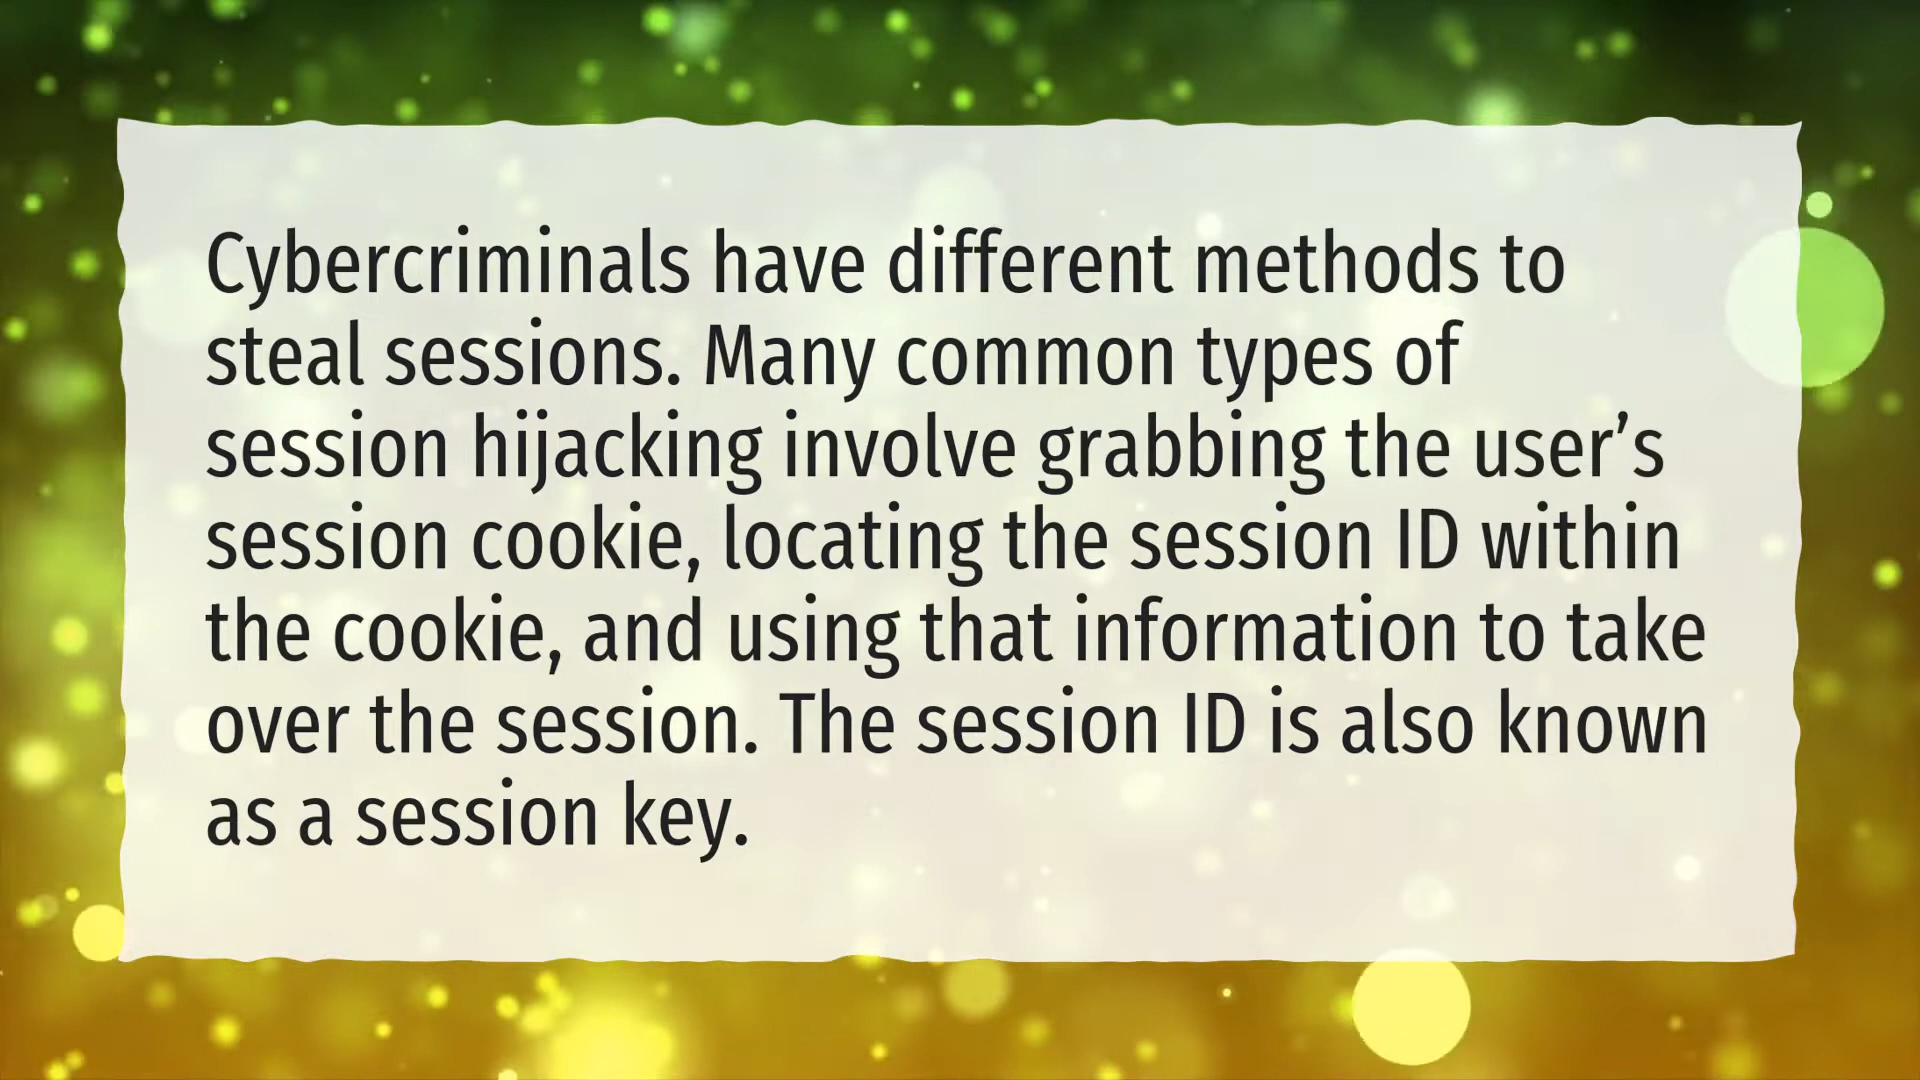 Cybercriminals have different methods to
steal sessions. Many common types of
session hijacking involve grabbing the user’s
session cookie, locating the session ID within
the cookie, and using that information to take
over the session. The session ID is also known
as a session key.